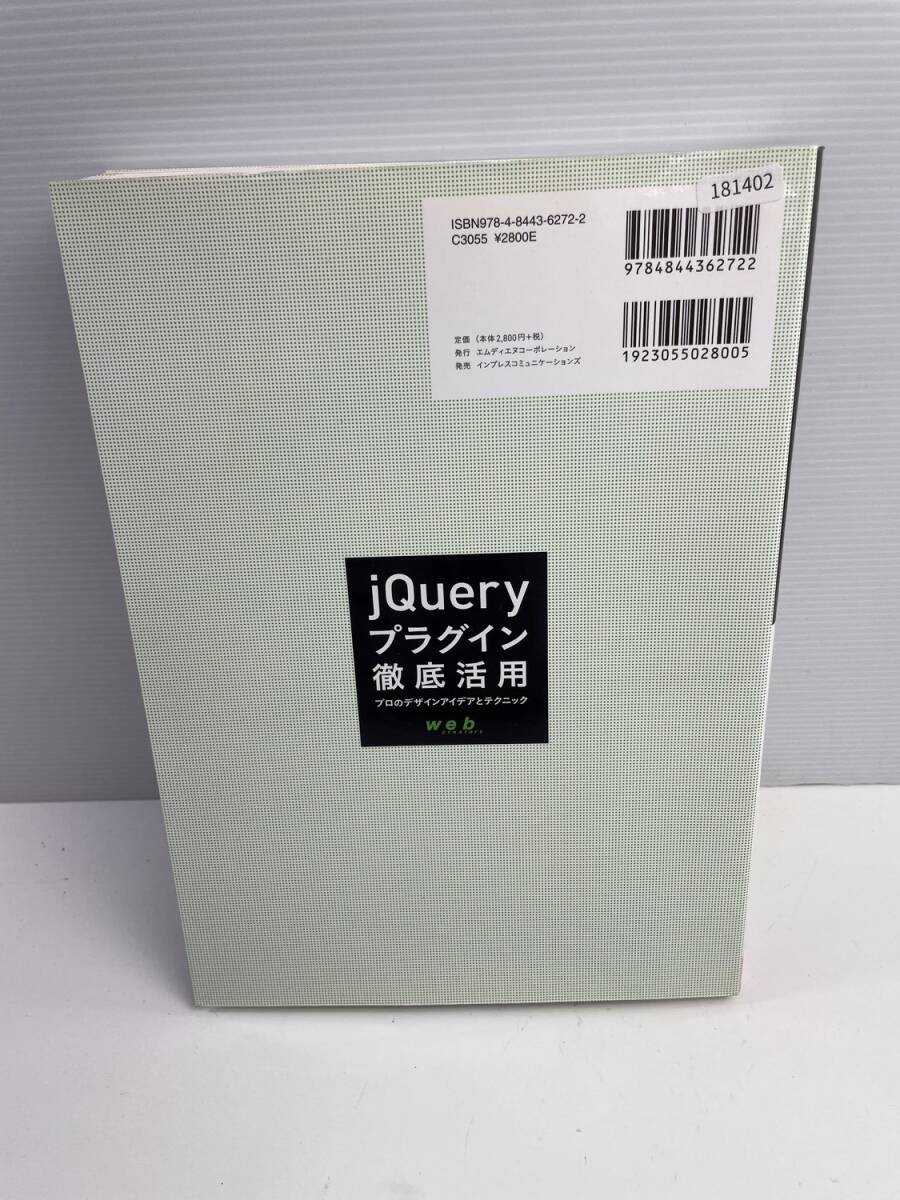 181402
ISBN978-4-8443-6272-2
C3055 ¥2800E
9784844362722
定価 (本体2,800円+税)
発行 エムディエヌコーポレーション
発売 インプレスコミュニケーションズ
1923055028005
jQuery
プラグイン
徹底活用
プロのデザインアイデアとテクニック
web
creators